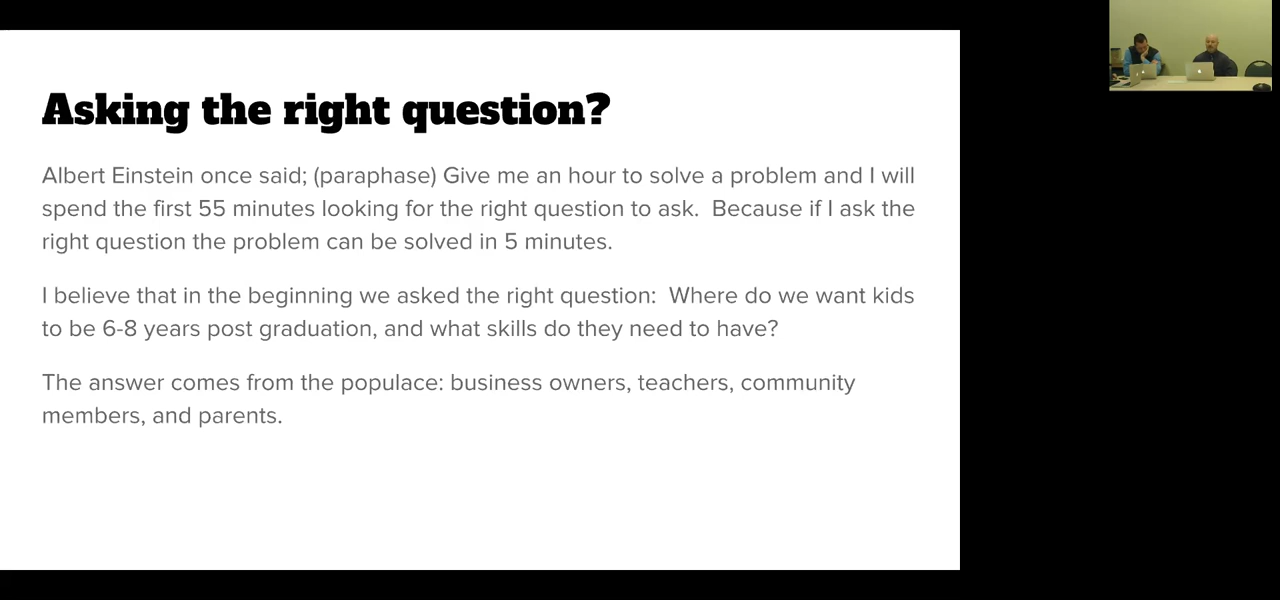 Asking the right question?
Albert Einstein once said; (paraphase) Give me an hour to solve a problem and I will
spend the first 55 minutes looking for the right question to ask.  Because if I ask the
right question the problem can be solved in 5 minutes.
I believe that in the beginning we asked the right question:  Where do we want kids
to be 6-8 years post graduation, and what skills do they need to have?
The answer comes from the populace: business owners, teachers, community
members, and parents.